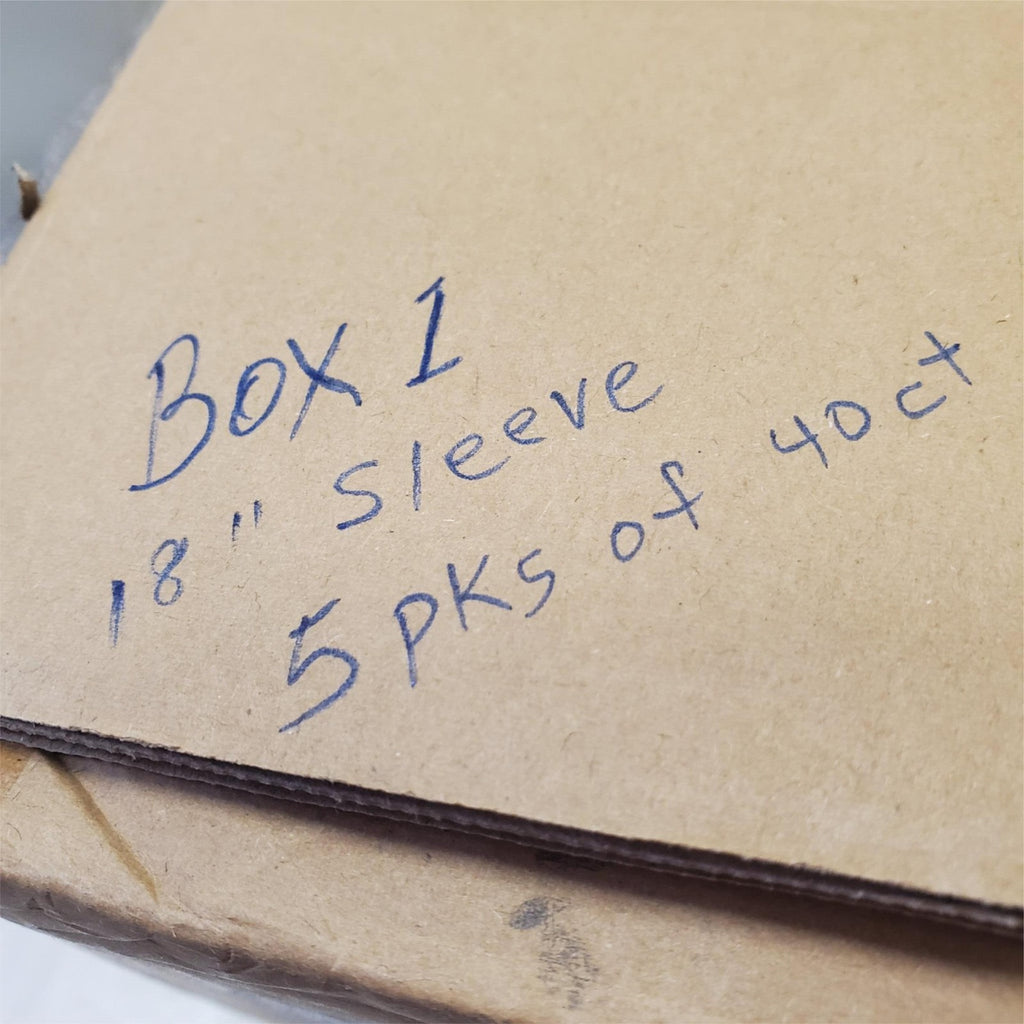 BOX 1
18" Sleeve
5 pks of 40ct